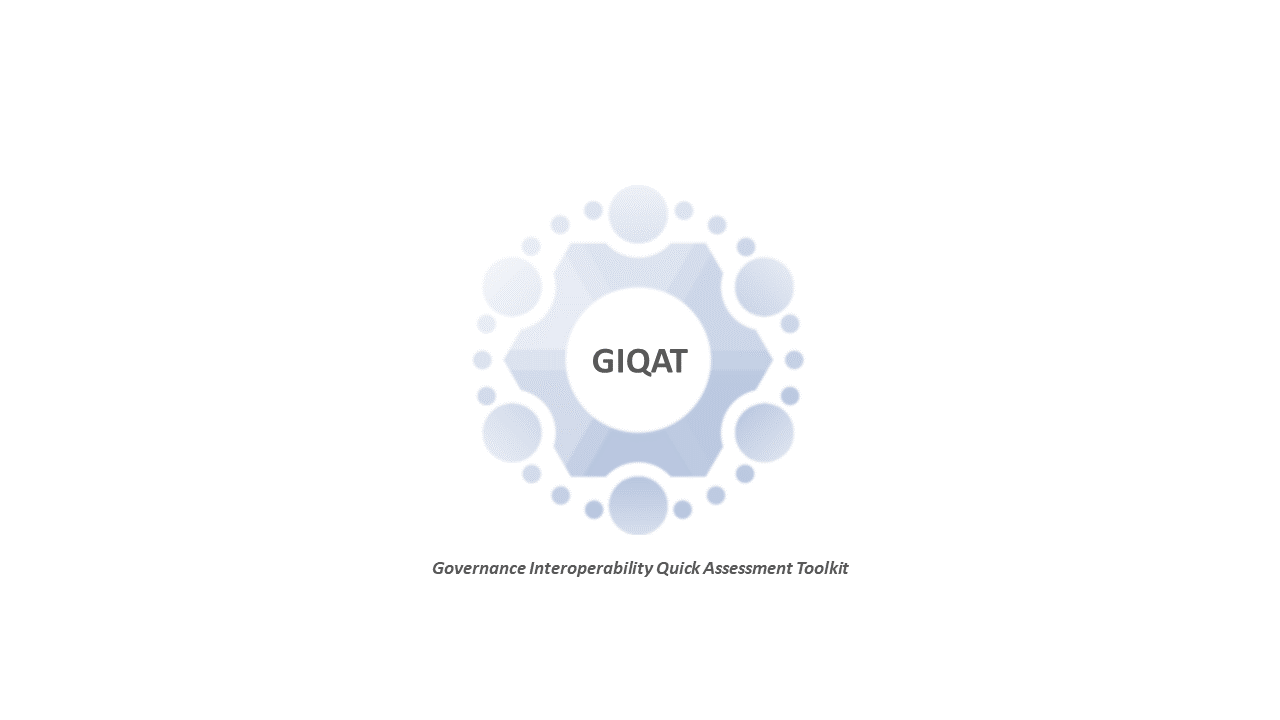 GIQAT
Governance Interoperability Quick Assessment Toolkit